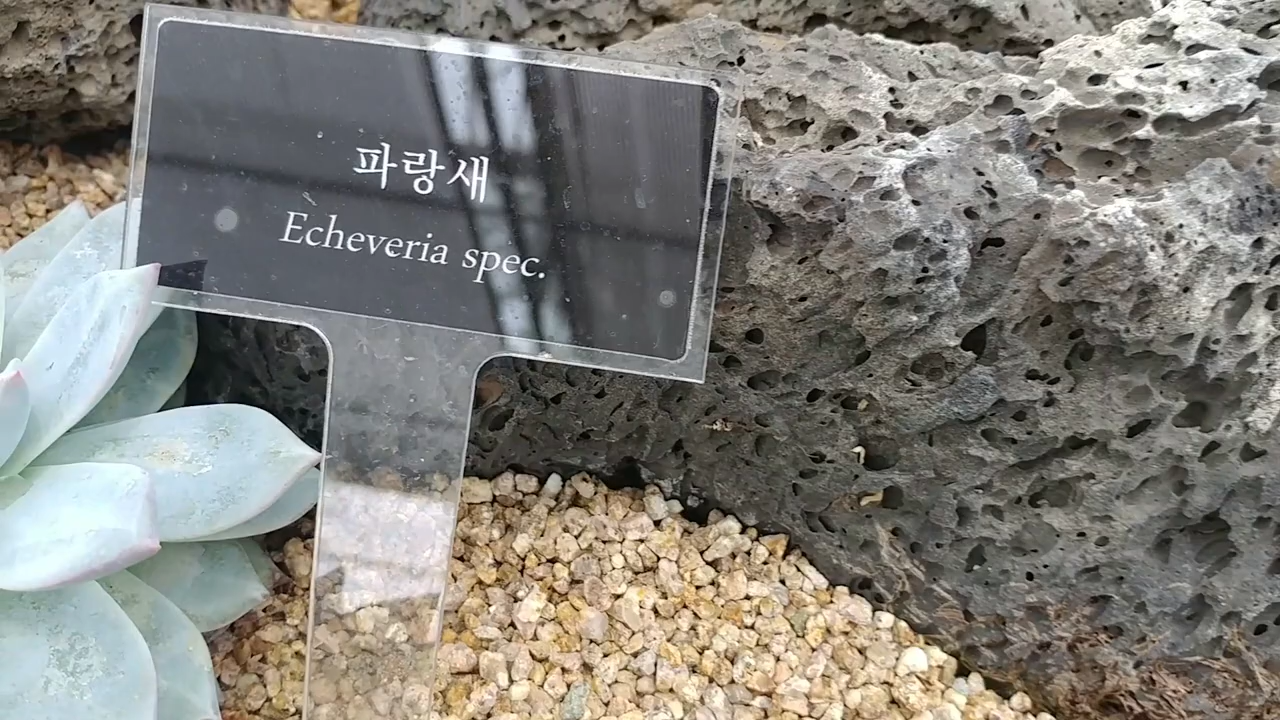 파랑새
Echeveria spec.